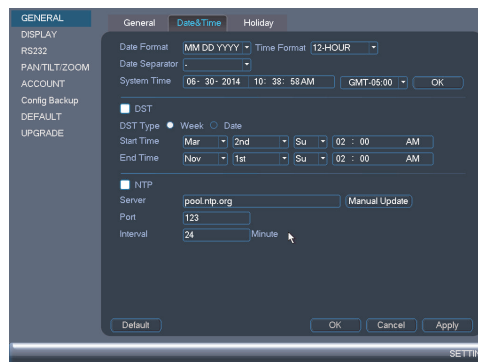 GENERAL
DISPLAY
RS232
PAN/TILT/ZOOM
ACCOUNT
Config Backup
DEFAULT
UPGRADE
General Date&Time Holiday
Date Format MM DD YYYY Time Format 12-HOUR
Date Separator -
System Time 06- 30- 2014 10: 38: 58AM GMT-05:00 OK
DST
DST Type Week Date
Start Time Mar 2nd Su 02 : 00 AM
End Time Nov 1st Su 02 : 00 AM
NTP
Server pool.ntp.org Manual Update
Port 123
Interval 24 Minute
Default OK Cancel Apply
SETTIN